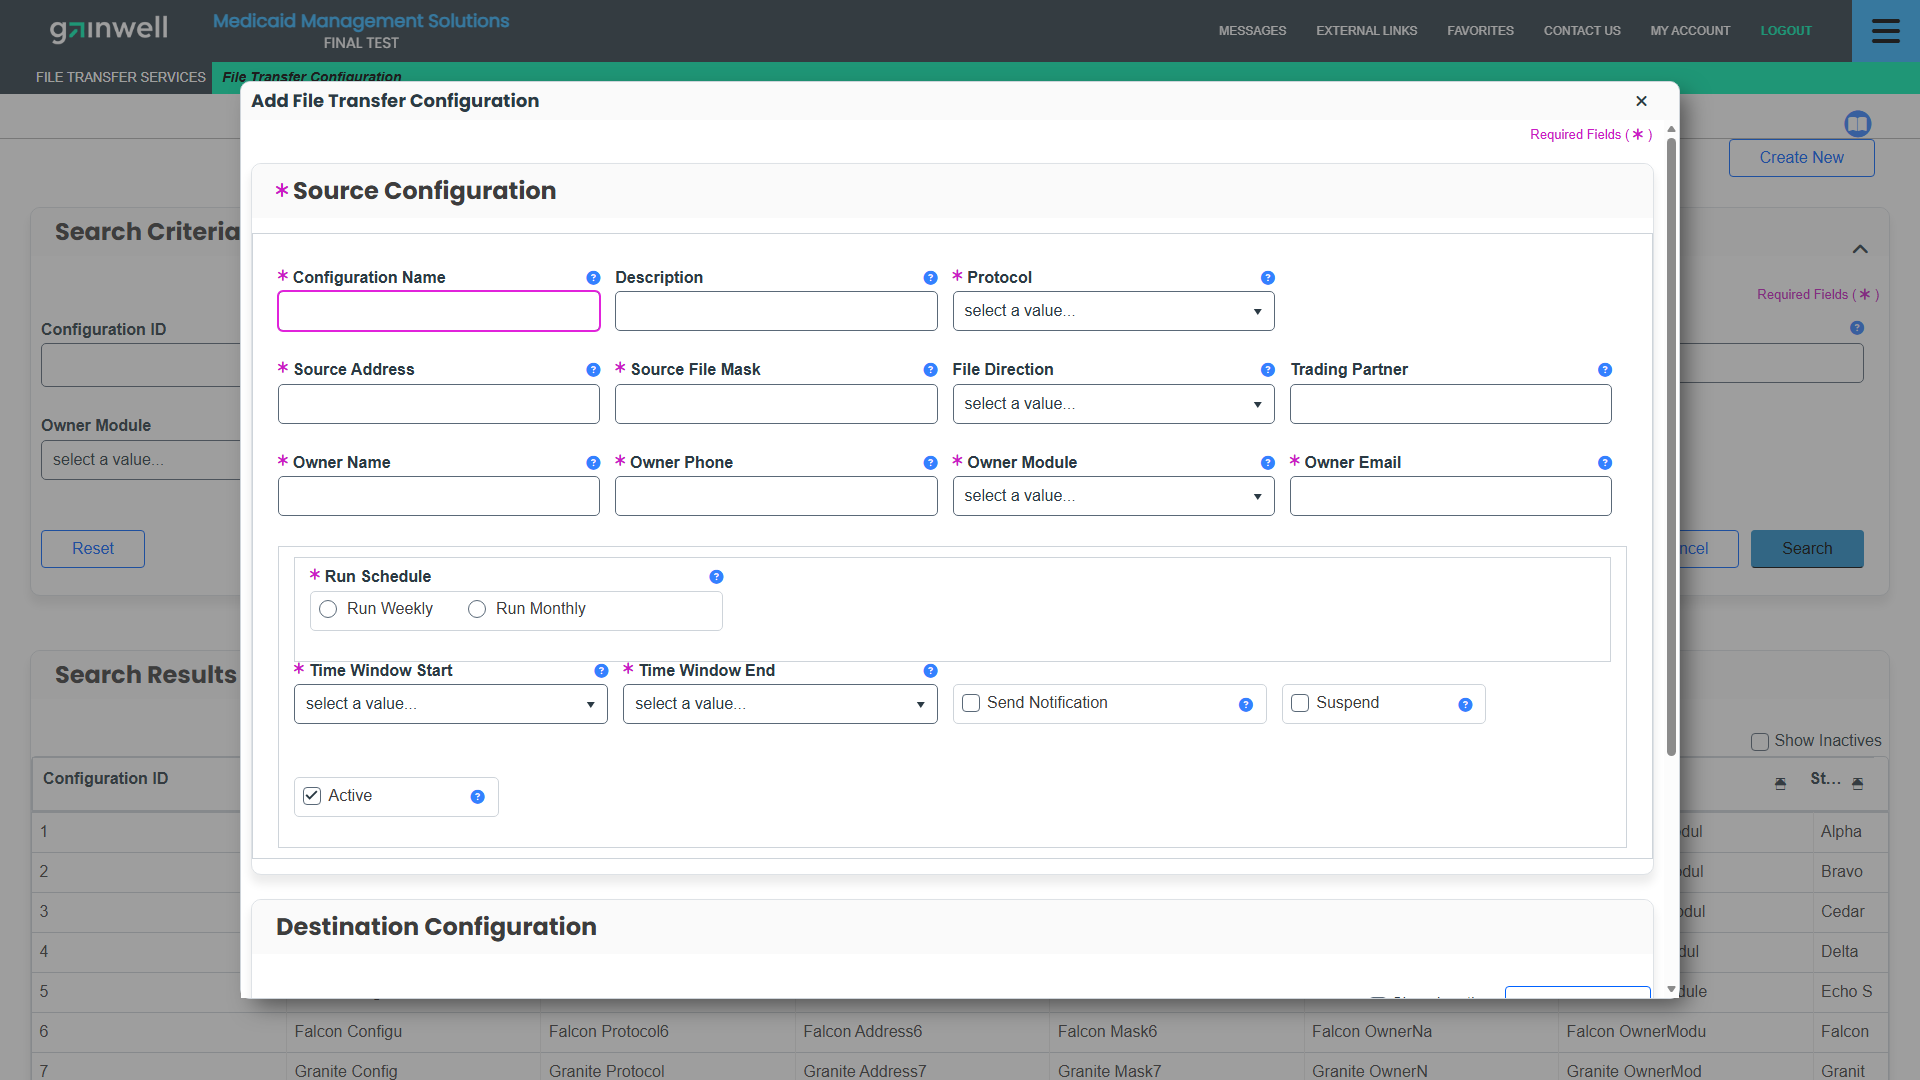 gainwell
Medicaid Management Solutions
FINAL TEST
MESSAGES EXTERNAL LINKS FAVORITES CONTACT US MY ACCOUNT LOGOUT
FILE TRANSFER SERVICES File Transfer Configuration
Add File Transfer Configuration
Required Fields ( * )
Create New
* Source Configuration
Search Criteria
* Configuration Name Description * Protocol
select a value...
Required Fields ( * )
Configuration ID
* Source Address * Source File Mask File Direction Trading Partner
select a value...
Owner Module
select a value...
* Owner Name * Owner Phone * Owner Module * Owner Email
select a value...
Reset
ncel Search
* Run Schedule
Run Weekly Run Monthly
Search Results
* Time Window Start * Time Window End
select a value... select a value... Send Notification Suspend
Show Inactives
Configuration ID St...
Active
1 Alpha
2 Bravo
3 Cedar
4 Delta
Destination Configuration
5 dule Echo S
6 Falcon Configu Falcon Protocol6 Falcon Address6 Falcon Mask6 Falcon OwnerNa Falcon OwnerModu Falcon
7 Granite Config Granite Protocol Granite Address7 Granite Mask7 Granite OwnerN Granite OwnerMod Granit